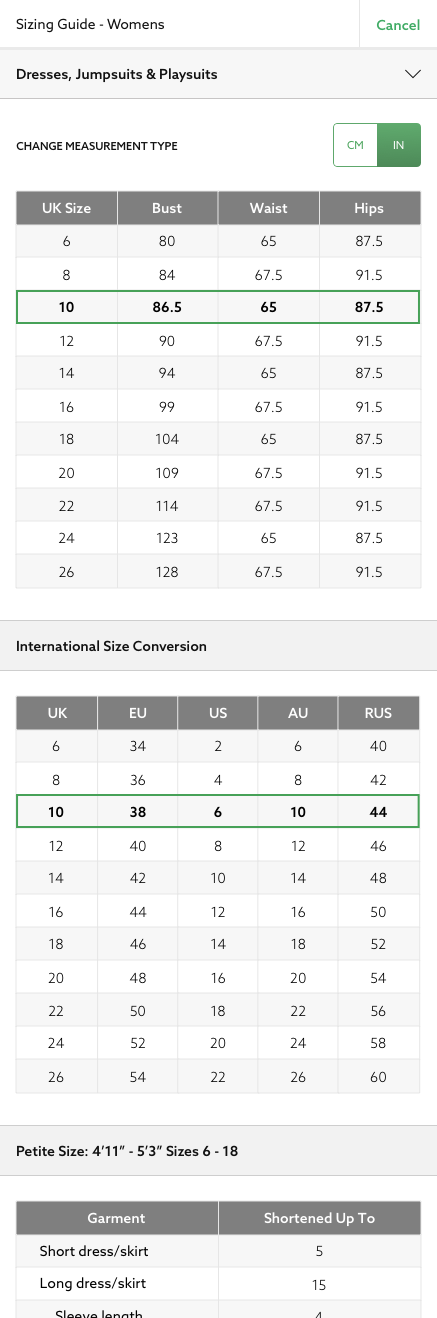 Sizing Guide - Womens Cancel
Dresses, Jumpsuits & Playsuits
CHANGE MEASUREMENT TYPE CM IN
UK Size Bust Waist Hips
6 80 65 87.5
8 84 67.5 91.5
10 86.5 65 87.5
12 90 67.5 91.5
14 94 65 87.5
16 99 67.5 91.5
18 104 65 87.5
20 109 67.5 91.5
22 114 67.5 91.5
24 123 65 87.5
26 128 67.5 91.5
International Size Conversion
UK EU US AU RUS
6 34 2 6 40
8 36 4 8 42
10 38 6 10 44
12 40 8 12 46
14 42 10 14 48
16 44 12 16 50
18 46 14 18 52
20 48 16 20 54
22 50 18 22 56
24 52 20 24 58
26 54 22 26 60
Petite Size: 4’11” - 5’3” Sizes 6 - 18
Garment Shortened Up To
Short dress/skirt 5
Long dress/skirt 15
Sleeve length 4